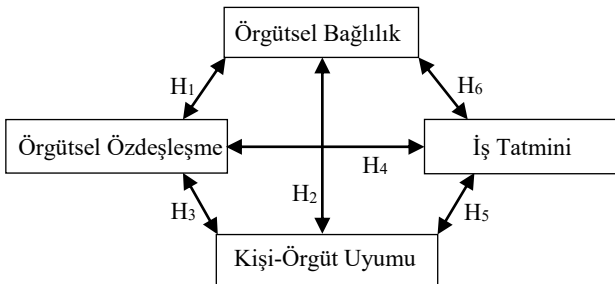 Örgütsel Bağlılık
H1
H6
Örgütsel Özdeşleşme
İş Tatmini
H4
H2
H3
H5
Kişi-Örgüt Uyumu